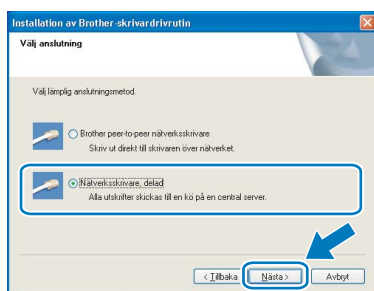 Installation av Brother-skrivardrivrutin
Välj anslutning
Välj lämplig anslutningsmetod.
Brother peer-to-peer nätverksskrivare
Skriv ut direkt till skrivaren över nätverket.
Nätverksskrivare, delad
Alla utskrifter skickas till en kö på en central server.
< Tillbaka Nästa > Avbryt